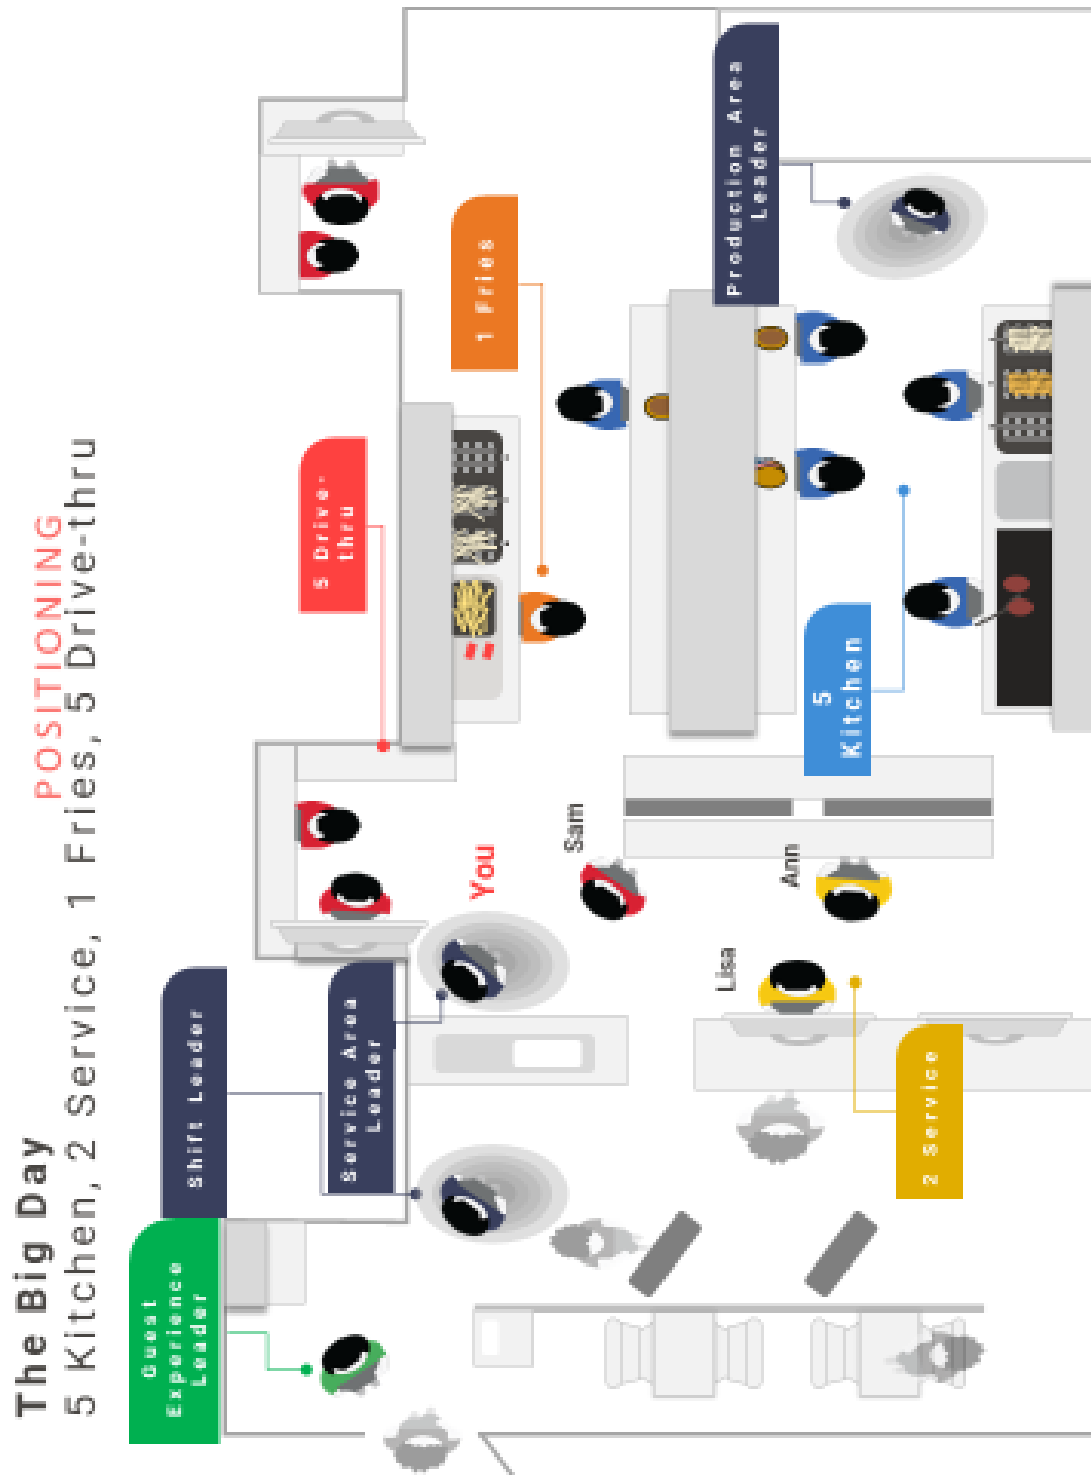 The Big Day
POSITIONING
5 Kitchen, 2 Service, 1 Fries, 5 Drive-thru
Guest
Experience
Leader
Shift Leader
Service Area
Leader
5 Drive-
thru
1 Fries
Production Area
Leader
5
Kitchen
2 Service
You
Sam
Ann
Lisa